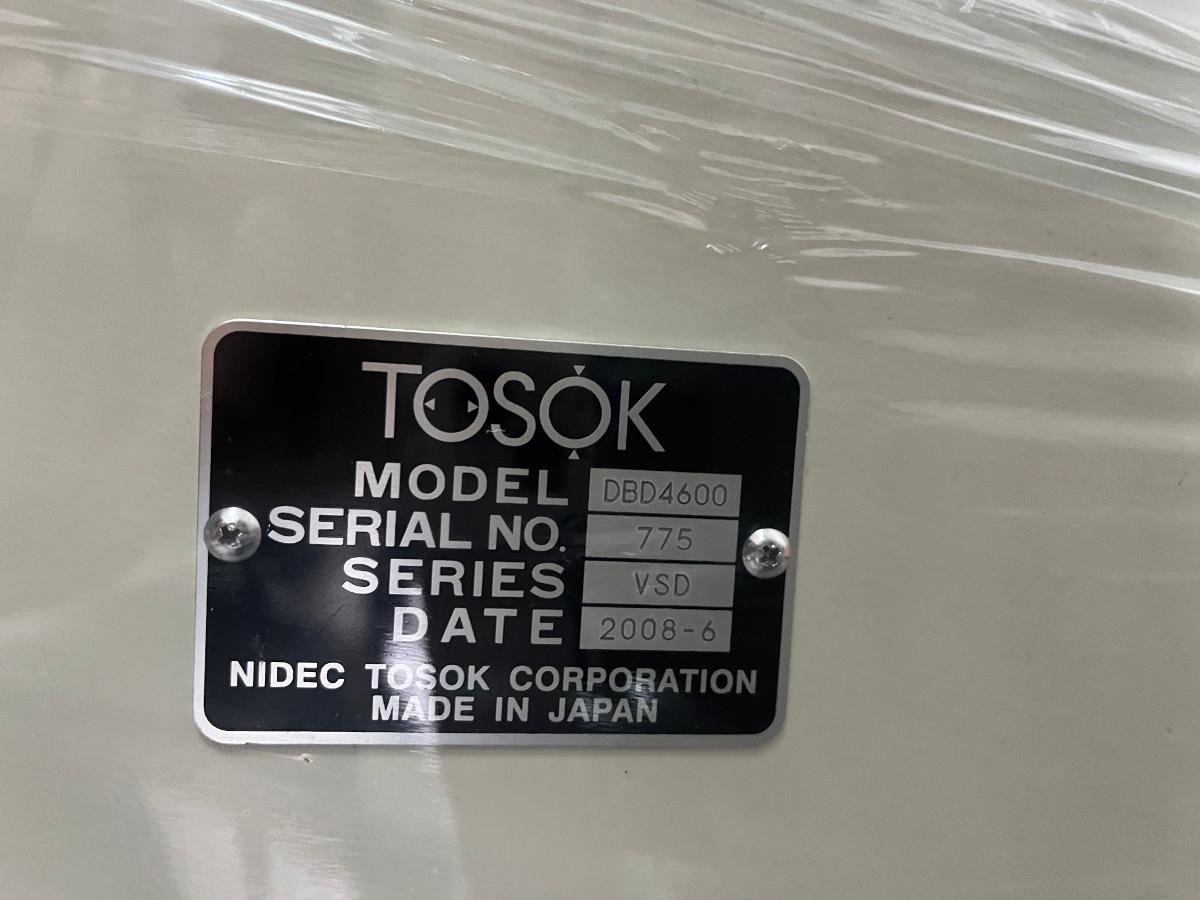 TOSOK
MODEL DBD4600
SERIAL NO. 775
SERIES VSD
DATE 2008-6
NIDEC TOSOK CORPORATION
MADE IN JAPAN